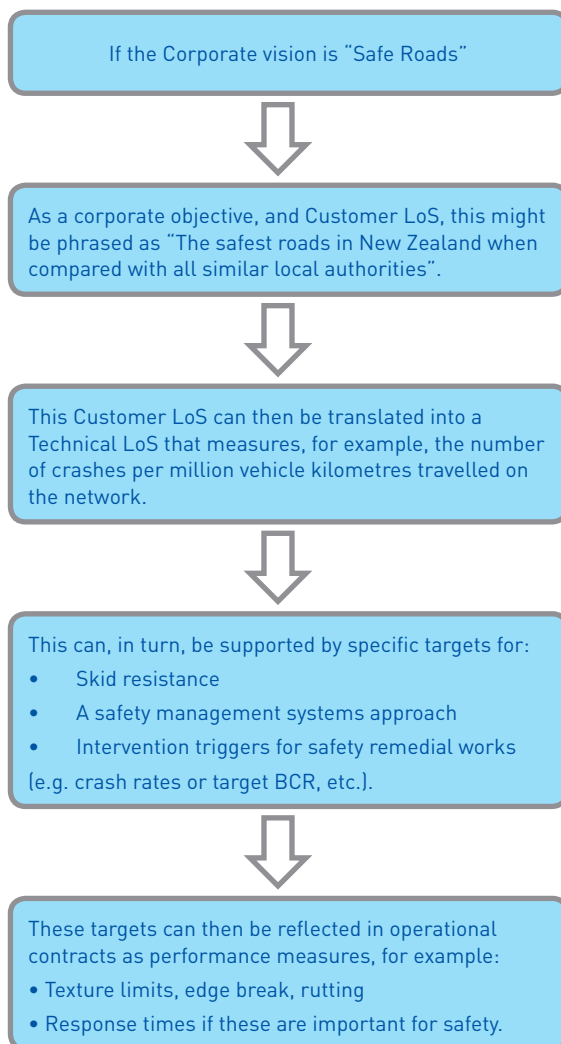 If the Corporate vision is “Safe Roads”
As a corporate objective, and Customer LoS, this might
be phrased as “The safest roads in New Zealand when
compared with all similar local authorities”.
This Customer LoS can then be translated into a
Technical LoS that measures, for example, the number
of crashes per million vehicle kilometres travelled on
the network.
This can, in turn, be supported by specific targets for:
• Skid resistance
• A safety management systems approach
• Intervention triggers for safety remedial works
(e.g. crash rates or target BCR, etc.).
These targets can then be reflected in operational
contracts as performance measures, for example:
• Texture limits, edge break, rutting
• Response times if these are important for safety.